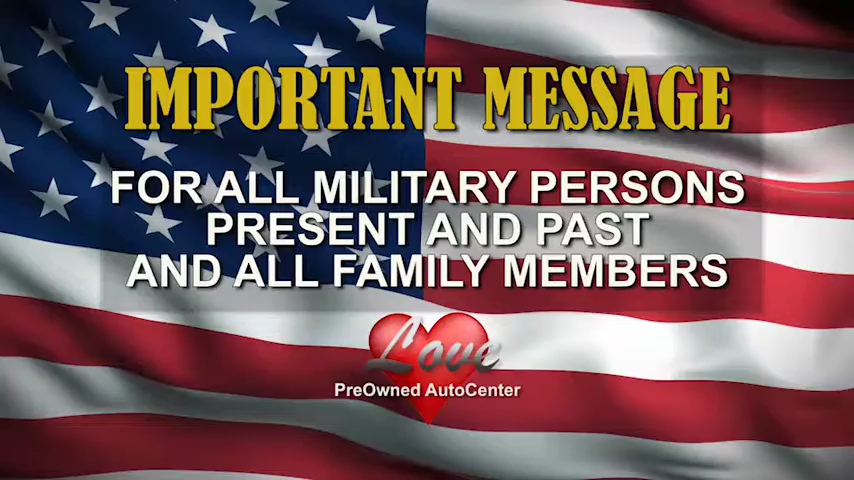 IMPORTANT MESSAGE
FOR ALL MILITARY PERSONS
PRESENT AND PAST
AND ALL FAMILY MEMBERS
Love
PreOwned AutoCenter